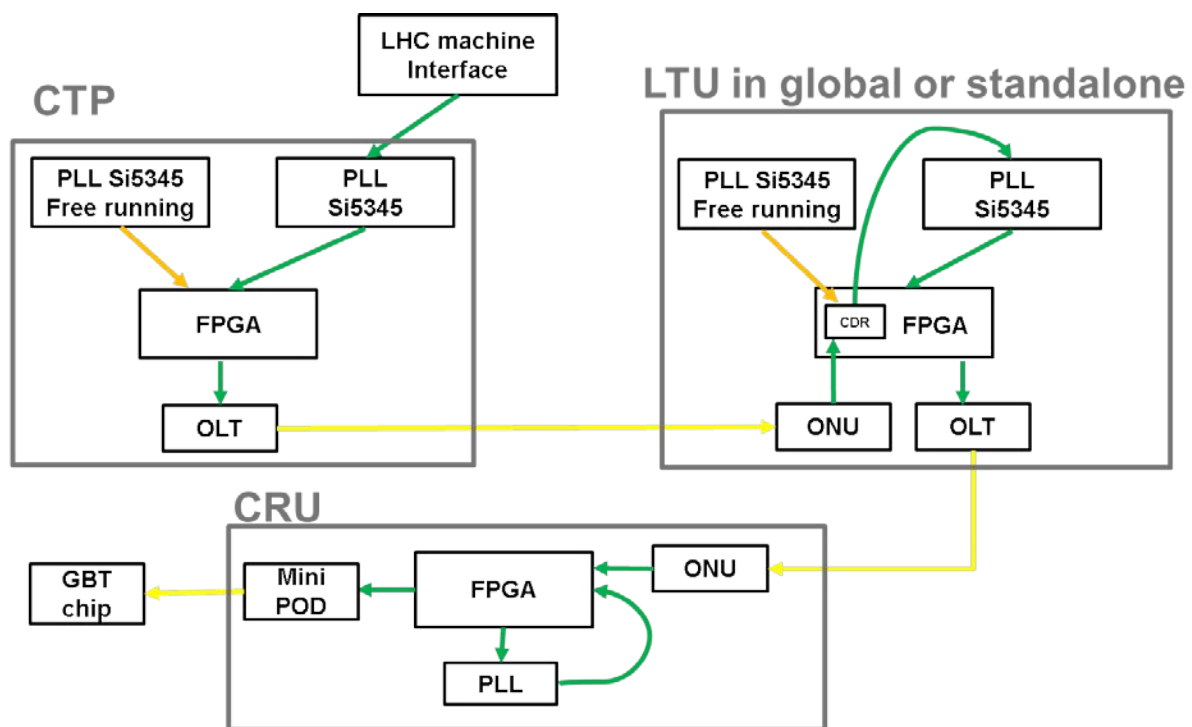 LHC machine
Interface
CTP
PLL Si5345
Free running
PLL
Si5345
FPGA
OLT
LTU in global or standalone
PLL Si5345
Free running
PLL
Si5345
CDR
FPGA
ONU
OLT
CRU
GBT
chip
Mini
POD
FPGA
ONU
PLL